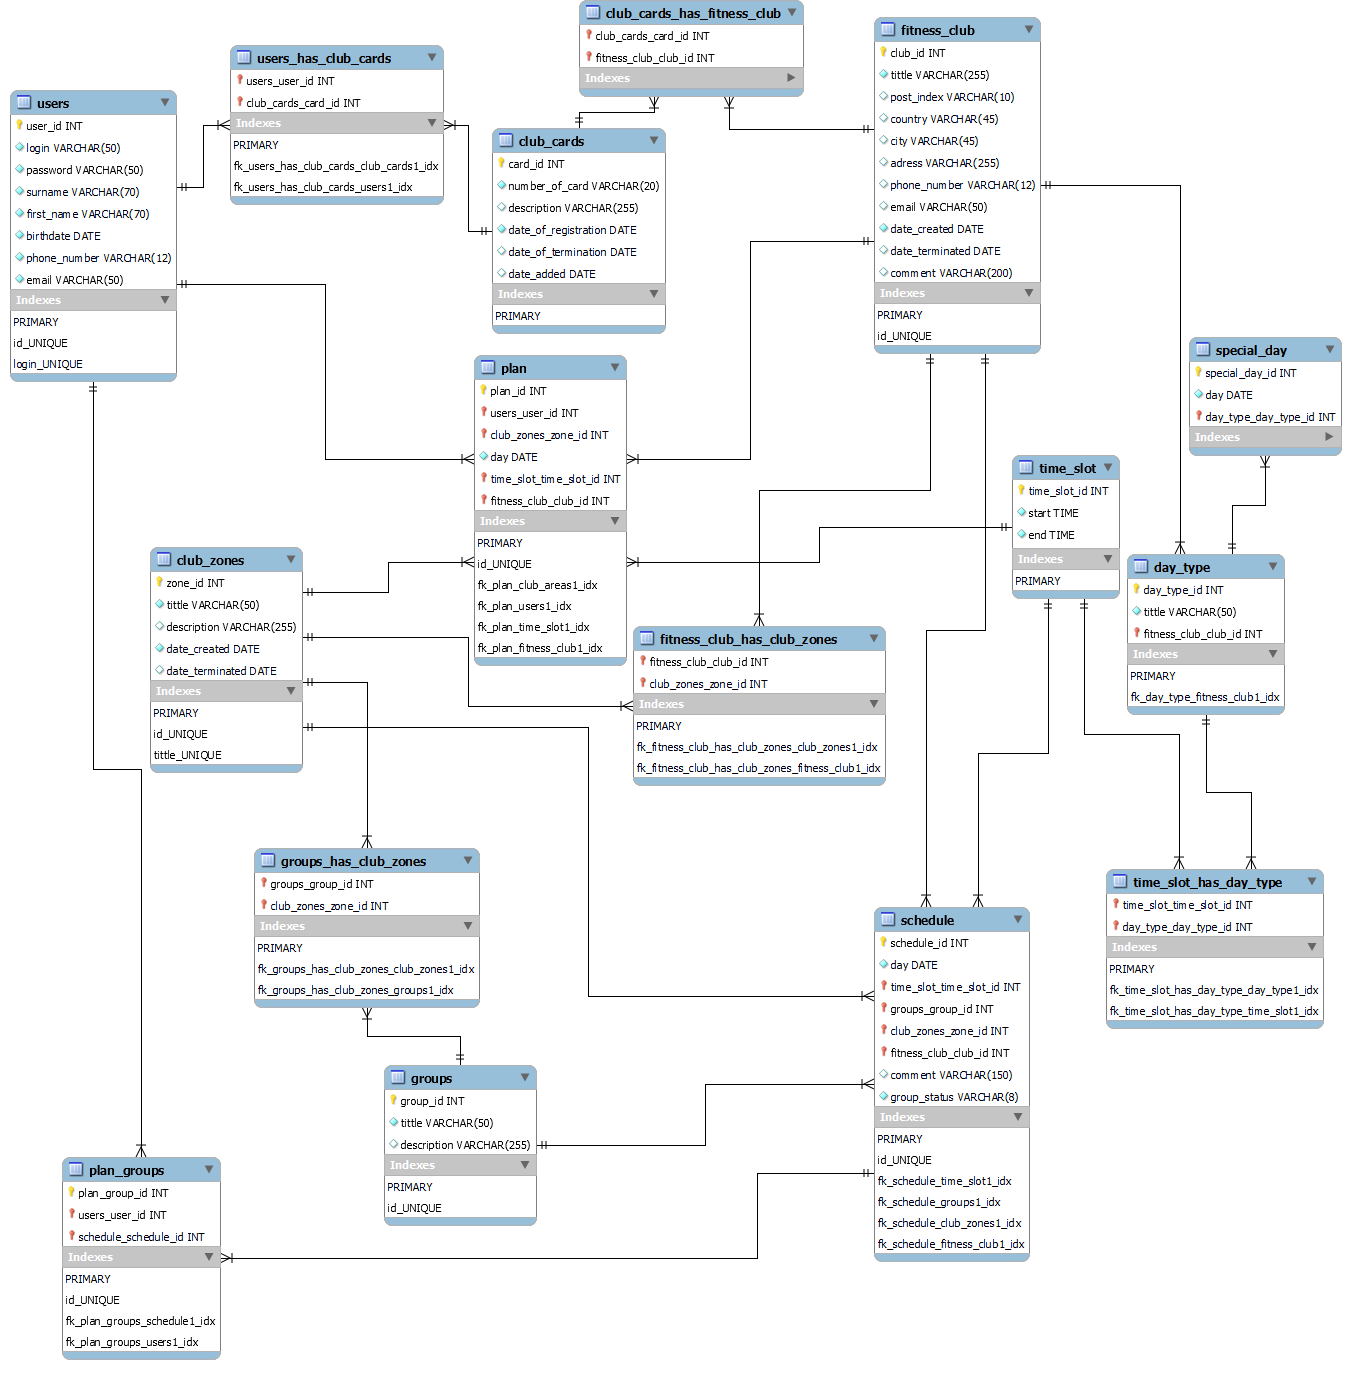 club_cards_has_fitness_club
club_cards_card_id INT
fitness_club_club_id INT
Indexes
fitness_club
club_id INT
tittle VARCHAR(255)
post_index VARCHAR(10)
country VARCHAR(45)
city VARCHAR(45)
adress VARCHAR(255)
phone_number VARCHAR(12)
email VARCHAR(50)
date_created DATE
date_terminated DATE
comment VARCHAR(200)
Indexes
PRIMARY
id_UNIQUE
users_has_club_cards
users_user_id INT
club_cards_card_id INT
Indexes
PRIMARY
fk_users_has_club_cards_club_cards1_idx
fk_users_has_club_cards_users1_idx
users
user_id INT
login VARCHAR(50)
password VARCHAR(50)
surname VARCHAR(70)
first_name VARCHAR(70)
birthdate DATE
phone_number VARCHAR(12)
email VARCHAR(50)
Indexes
PRIMARY
id_UNIQUE
login_UNIQUE
club_cards
card_id INT
number_of_card VARCHAR(20)
description VARCHAR(255)
date_of_registration DATE
date_of_termination DATE
date_added DATE
Indexes
PRIMARY
special_day
special_day_id INT
day DATE
day_type_day_type_id INT
Indexes
plan
plan_id INT
users_user_id INT
club_zones_zone_id INT
day DATE
time_slot_time_slot_id INT
fitness_club_club_id INT
Indexes
PRIMARY
id_UNIQUE
fk_plan_club_areas1_idx
fk_plan_users1_idx
fk_plan_time_slot1_idx
fk_plan_fitness_club1_idx
time_slot
time_slot_id INT
start TIME
end TIME
Indexes
PRIMARY
club_zones
zone_id INT
tittle VARCHAR(50)
description VARCHAR(255)
date_created DATE
date_terminated DATE
Indexes
PRIMARY
id_UNIQUE
tittle_UNIQUE
day_type
day_type_id INT
tittle VARCHAR(50)
fitness_club_club_id INT
Indexes
PRIMARY
fk_day_type_fitness_club1_idx
fitness_club_has_club_zones
fitness_club_club_id INT
club_zones_zone_id INT
Indexes
PRIMARY
fk_fitness_club_has_club_zones_club_zones1_idx
fk_fitness_club_has_club_zones_fitness_club1_idx
groups_has_club_zones
groups_group_id INT
club_zones_zone_id INT
Indexes
PRIMARY
fk_groups_has_club_zones_club_zones1_idx
fk_groups_has_club_zones_groups1_idx
time_slot_has_day_type
time_slot_time_slot_id INT
day_type_day_type_id INT
Indexes
PRIMARY
fk_time_slot_has_day_type_day_type1_idx
fk_time_slot_has_day_type_time_slot1_idx
schedule
schedule_id INT
day DATE
time_slot_time_slot_id INT
groups_group_id INT
club_zones_zone_id INT
fitness_club_club_id INT
comment VARCHAR(150)
group_status VARCHAR(8)
Indexes
PRIMARY
id_UNIQUE
fk_schedule_time_slot1_idx
fk_schedule_groups1_idx
fk_schedule_club_zones1_idx
fk_schedule_fitness_club1_idx
groups
group_id INT
tittle VARCHAR(50)
description VARCHAR(255)
Indexes
PRIMARY
id_UNIQUE
plan_groups
plan_group_id INT
users_user_id INT
schedule_schedule_id INT
Indexes
PRIMARY
id_UNIQUE
fk_plan_groups_schedule1_idx
fk_plan_groups_users1_idx